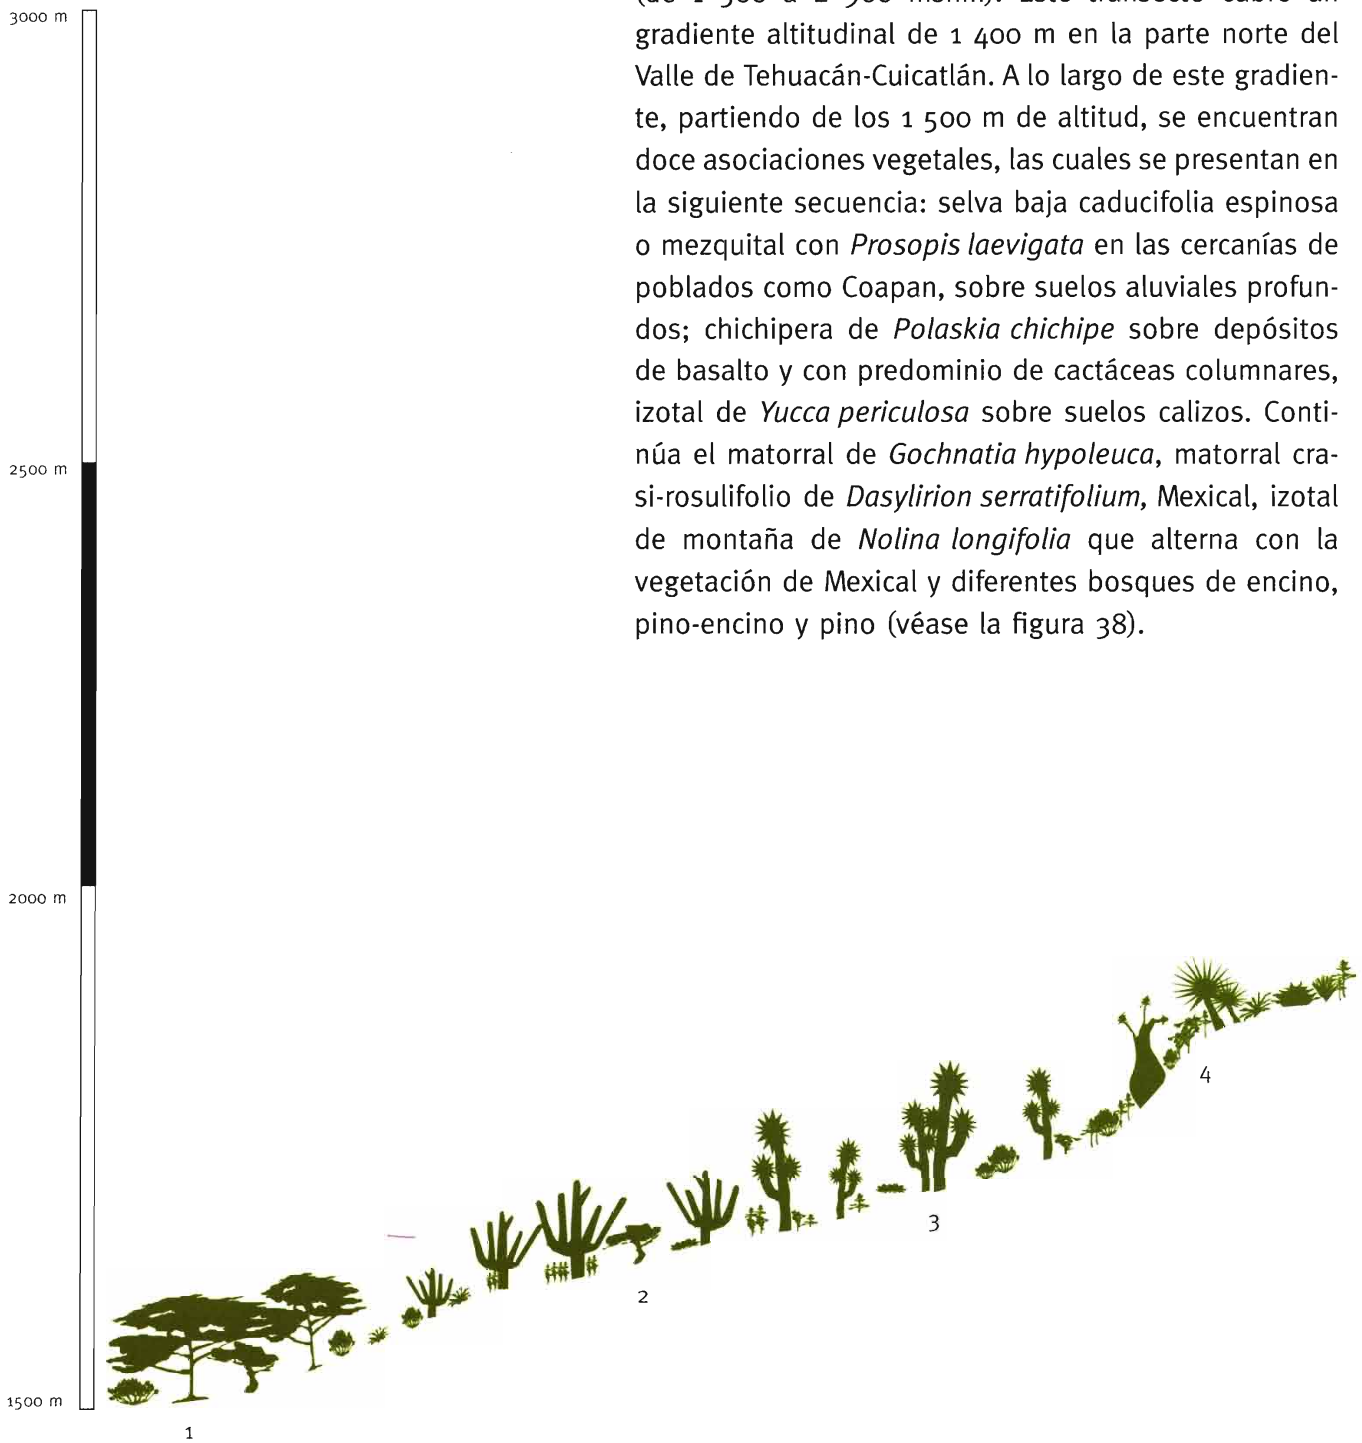 3000 m
gradiente altitudinal de 1 400 m en la parte norte del
Valle de Tehuacán-Cuicatlán. A lo largo de este gradien-
te, partiendo de los 1 500 m de altitud, se encuentran
doce asociaciones vegetales, las cuales se presentan en
la siguiente secuencia: selva baja caducifolia espinosa
o mezquital con Prosopis laevigata en las cercanías de
poblados como Coapan, sobre suelos aluviales profun-
dos; chichipera de Polaskia chichipe sobre depósitos
de basalto y con predominio de cactáceas columnares,
izotal de Yucca periculosa sobre suelos calizos. Conti-
núa el matorral de Gochnatia hypoleuca, matorral cra-
si-rosulifolio de Dasylirion serratifolium, Mexical, izotal
de montaña de Nolina longifolia que alterna con la
vegetación de Mexical y diferentes bosques de encino,
pino-encino y pino (véase la figura 38).
2500 m
2000 m
4
3
2
1500 m
1